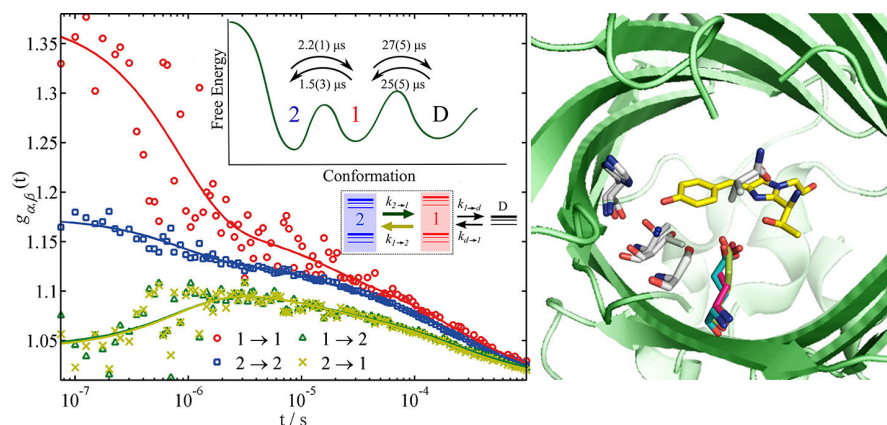 g_{α,β}(t)
1.35
1.30
1.25
1.20
1.15
1.10
1.05
10^{-7} 10^{-6} 10^{-5} 10^{-4}
t / s
Free Energy
2.2(1) μs 27(5) μs
1.5(3) μs 25(5) μs
2 1 D
Conformation
k_{2→1} k_{1→d} D
2 1
k_{1→2} k_{d→1}
1 → 1 1 → 2
2 → 2 2 → 1